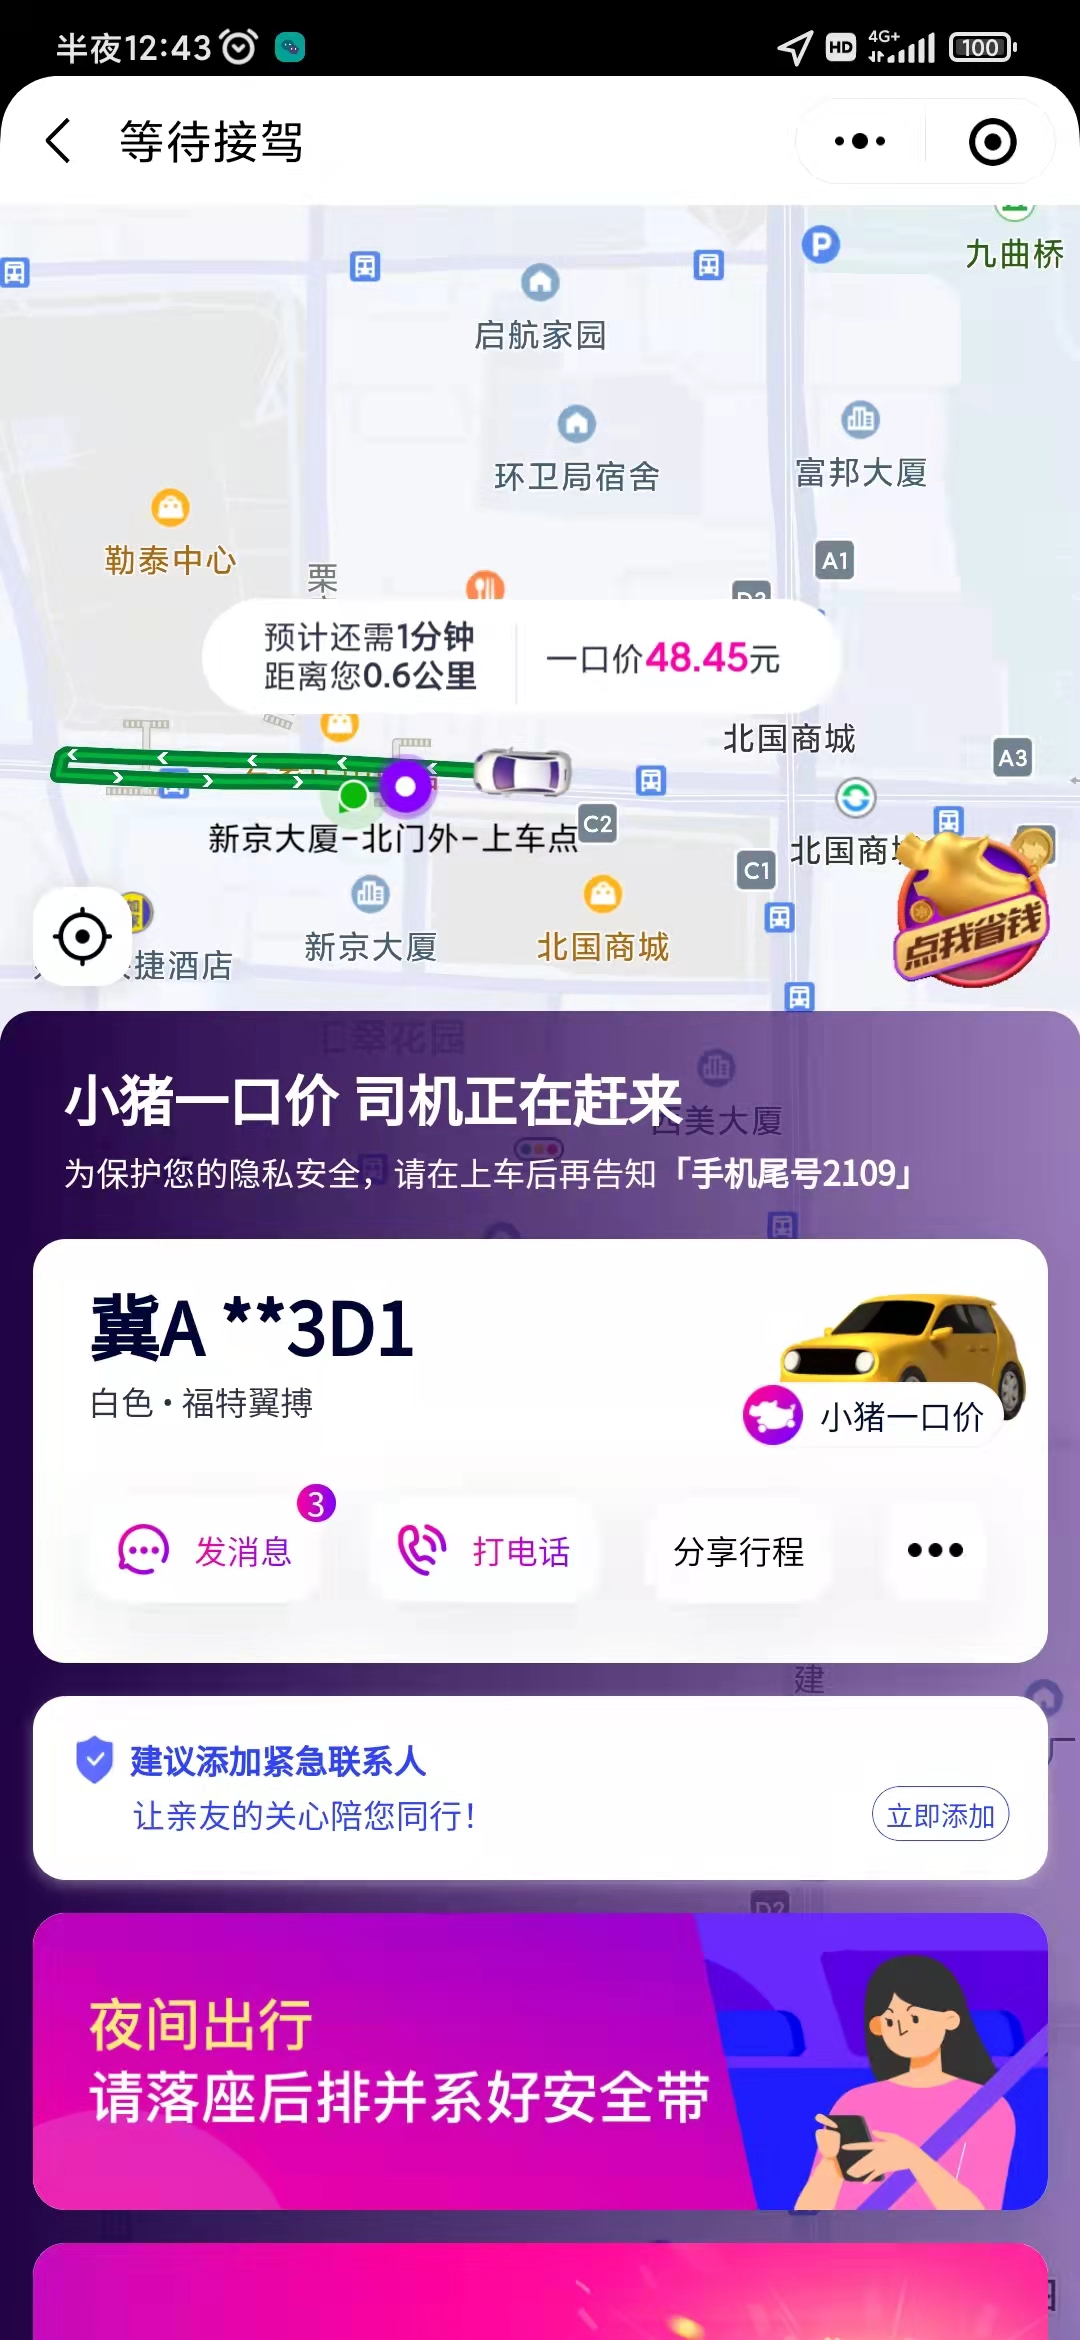 半夜12:43
HD
4G+
100
等待接驾
九曲桥
P
启航家园
环卫局宿舍
富邦大厦
勒泰中心
栗
A1
D2
预计还需1分钟
距离您0.6公里
一口价48.45元
北国商城
A3
新京大厦-北门外-上车点
C2
北国商
C1
点我省钱
新京大厦
北国商城
捷酒店
翠花园
西美大厦
小猪一口价 司机正在赶来
为保护您的隐私安全，请在上车后再告知「手机尾号2109」
冀A **3D1
白色·福特翼搏
小猪一口价
3
发消息
打电话
分享行程
建
建议添加紧急联系人
让亲友的关心陪您同行！
立即添加
D2
夜间出行
请落座后排并系好安全带